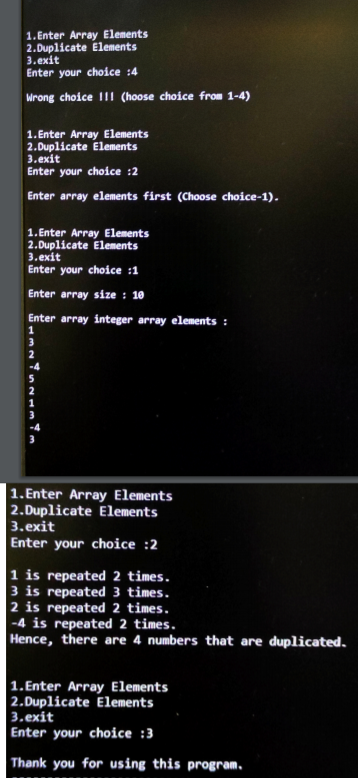 1.Enter Array Elements
2.Duplicate Elements
3.exit
Enter your choice :4
Wrong choice !!! (hoose choice from 1-4)
1.Enter Array Elements
2.Duplicate Elements
3.exit
Enter your choice :2
Enter array elements first (Choose choice-1).
1.Enter Array Elements
2.Duplicate Elements
3.exit
Enter your choice :1
Enter array size : 10
Enter array integer array elements :
1
3
2
-4
5
2
1
3
-4
3
1.Enter Array Elements
2.Duplicate Elements
3.exit
Enter your choice :2
1 is repeated 2 times.
3 is repeated 3 times.
2 is repeated 2 times.
-4 is repeated 2 times.
Hence, there are 4 numbers that are duplicated.
1.Enter Array Elements
2.Duplicate Elements
3.exit
Enter your choice :3
Thank you for using this program.